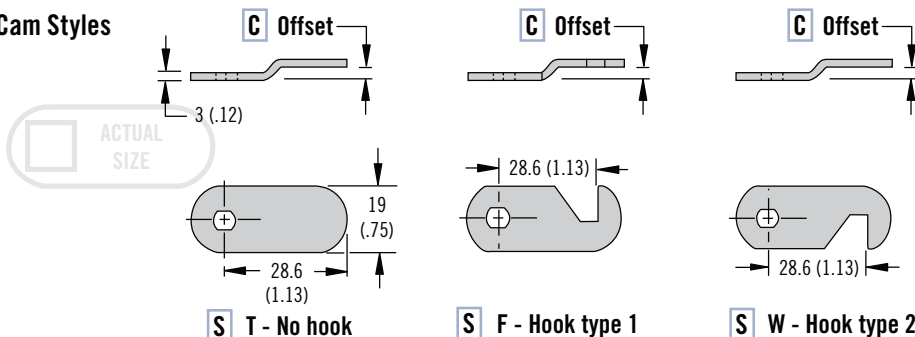 Cam Styles
C Offset
C Offset
C Offset
3 (.12)
ACTUAL
SIZE
28.6 (1.13)
19
(.75)
28.6
(1.13)
28.6 (1.13)
S T - No hook
S F - Hook type 1
S W - Hook type 2